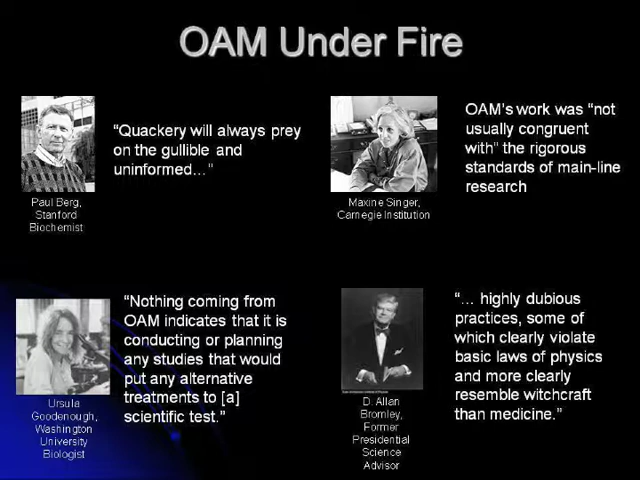 OAM Under Fire
“Quackery will always prey
on the gullible and
uninformed…”
Paul Berg,
Stanford
Biochemist
OAM’s work was “not
usually congruent
with” the rigorous
standards of main-line
research
Maxine Singer,
Carnegie Institution
“Nothing coming from
OAM indicates that it is
conducting or planning
any studies that would
put any alternative
treatments to [a]
scientific test.”
Ursula
Goodenough,
Washington
University
Biologist
“… highly dubious
practices, some of
which clearly violate
basic laws of physics
and more clearly
resemble witchcraft
than medicine.”
D. Allan
Bromley,
Former
Presidential
Science
Advisor